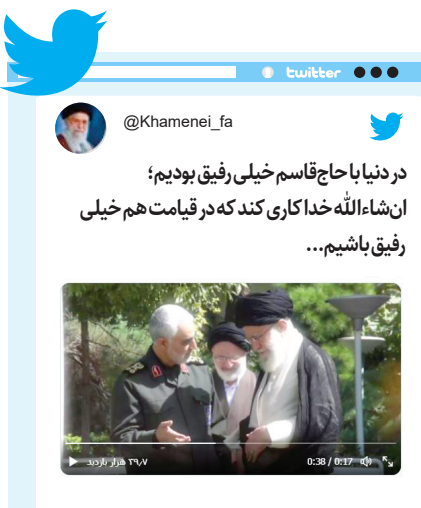 twitter
@Khamenei_fa
در دنیا با حاج‌قاسم خیلی رفیق بودیم؛
ان‌شاءالله خدا کاری کند که در قیامت هم خیلی
رفیق باشیم...
۳۹٫۷ هزار بازدید
0:38 / 0:17